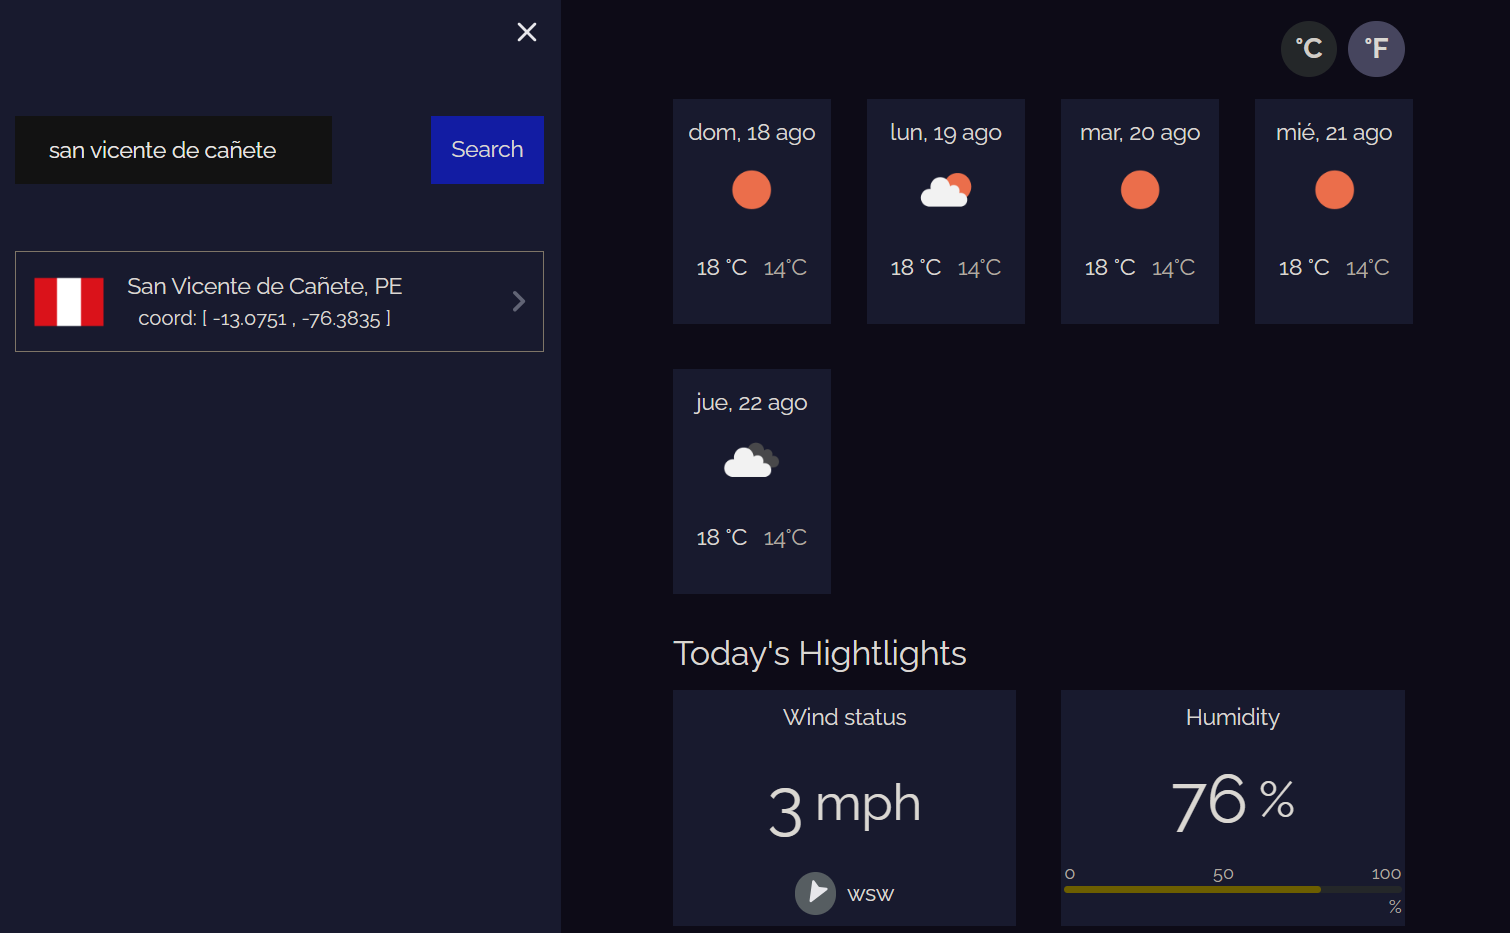 san vicente de cañete
Search
San Vicente de Cañete, PE
coord: [ -13.0751 , -76.3835 ]
°C
°F
dom, 18 ago
18 °C 14°C
lun, 19 ago
18 °C 14°C
mar, 20 ago
18 °C 14°C
mié, 21 ago
18 °C 14°C
jue, 22 ago
18 °C 14°C
Today's Hightlights
Wind status
3 mph
wsw
Humidity
76 %
0 50 100
%